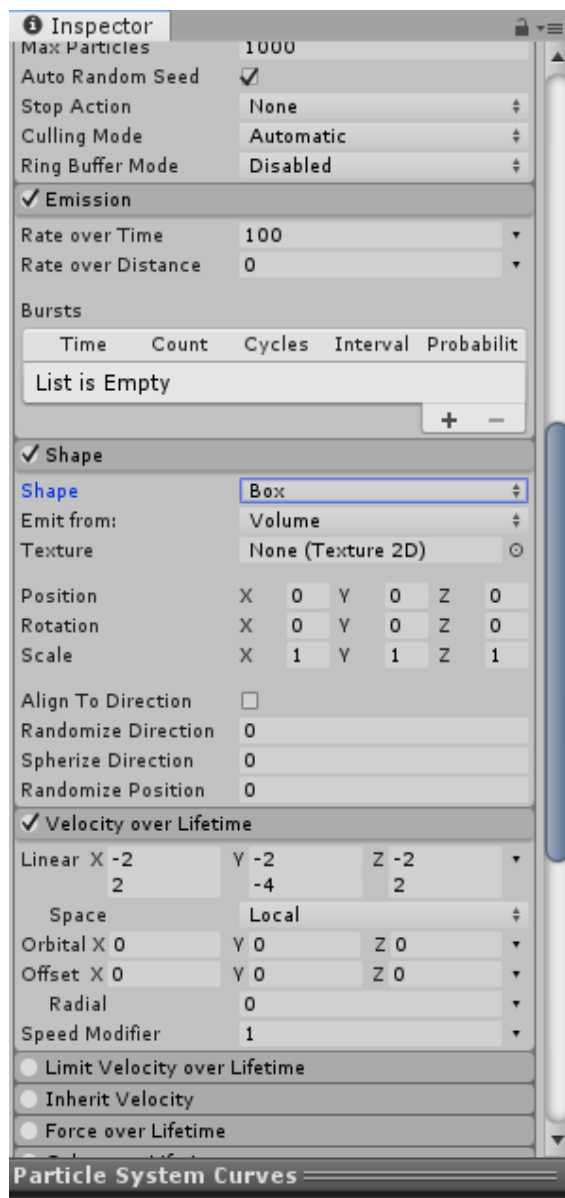 Inspector
Max Particles 1000
Auto Random Seed
Stop Action None
Culling Mode Automatic
Ring Buffer Mode Disabled
Emission
Rate over Time 100
Rate over Distance 0
Bursts
Time Count Cycles Interval Probabilit
List is Empty
Shape
Shape Box
Emit from: Volume
Texture None (Texture 2D)
Position X 0 Y 0 Z 0
Rotation X 0 Y 0 Z 0
Scale X 1 Y 1 Z 1
Align To Direction
Randomize Direction 0
Spherize Direction 0
Randomize Position 0
Velocity over Lifetime
Linear X -2 Y -2 Z -2
2 -4 2
Space Local
Orbital X 0 Y 0 Z 0
Offset X 0 Y 0 Z 0
Radial 0
Speed Modifier 1
Limit Velocity over Lifetime
Inherit Velocity
Force over Lifetime
Particle System Curves